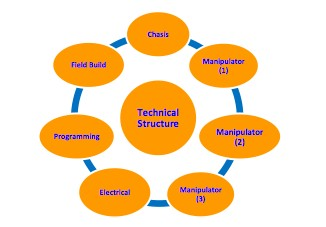 Chasis
Manipulator
(1)
Manipulator
(2)
Manipulator
(3)
Electrical
Programming
Field Build
Technical
Structure